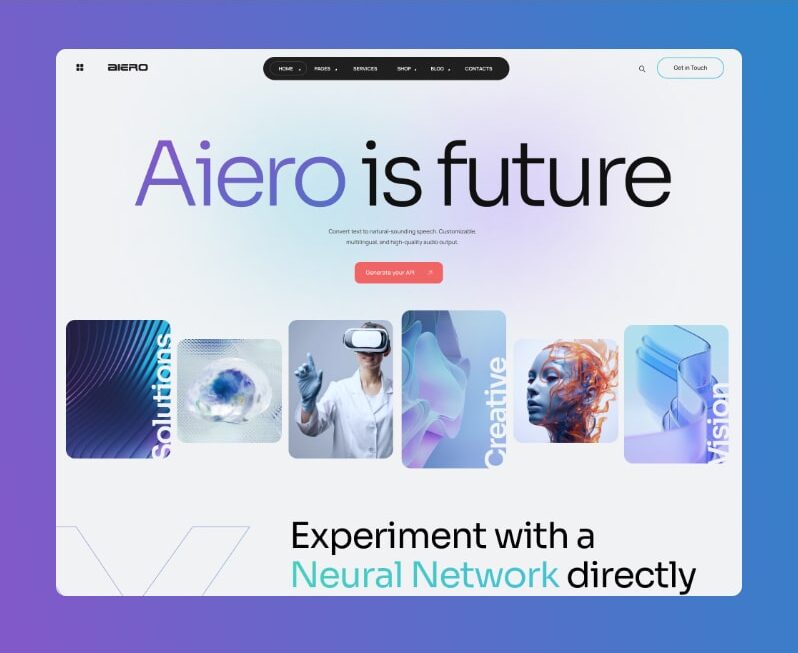 AIERO
HOME PAGES SERVICES SHOP BLOG CONTACTS
Get in Touch
Aiero is future
Convert text to natural-sounding speech. Customizable,
multilingual, and high-quality audio output.
Generate your API
Solutions
Creative
Vision
Experiment with a
Neural Network directly